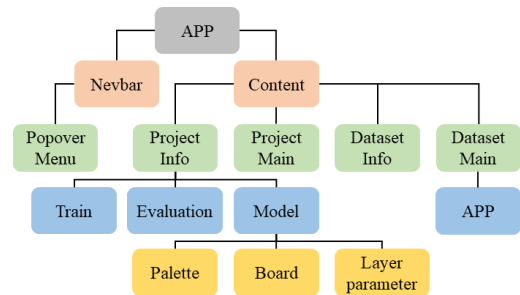 APP
Nevbar
Content
Popover
Menu
Project
Info
Project
Main
Dataset
Info
Dataset
Main
Train
Evaluation
Model
APP
Palette
Board
Layer
parameter